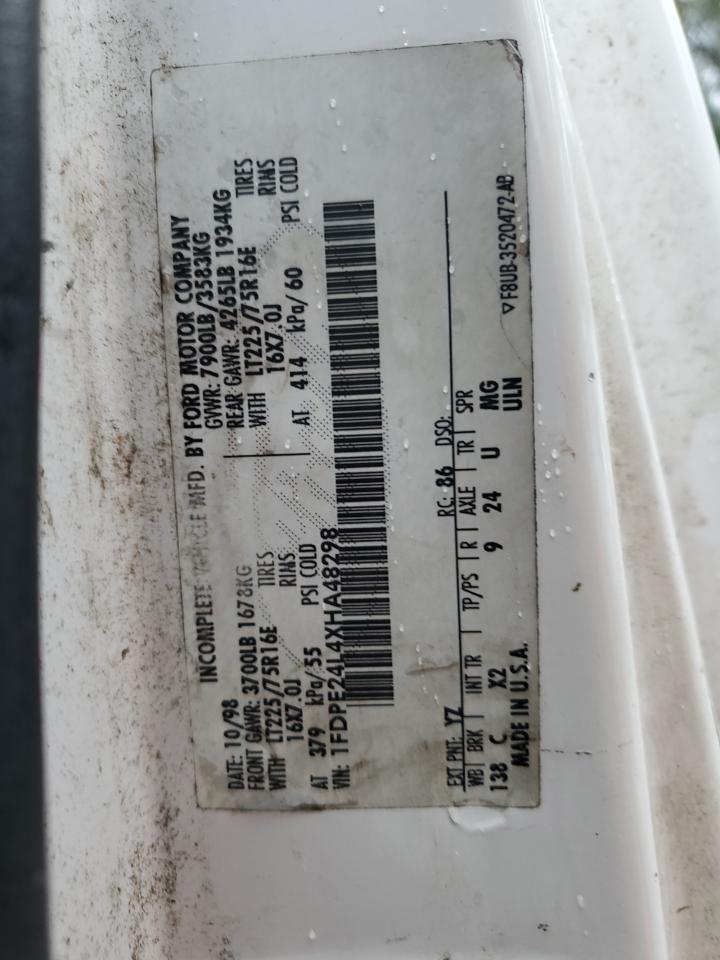 INCOMPLETE VEHICLE MFD. BY FORD MOTOR COMPANY
DATE: 10/98 GVWR: 7900LB/3583KG
FRONT GAWR: 3700LB 1678KG REAR GAWR: 4265LB 1934KG
WITH LT225/75R16E TIRES WITH LT225/75R16E TIRES
16X7.0J RIMS 16X7.0J RIMS
AT 379 kPa/55 PSI COLD AT 414 kPa/60 PSI COLD
VIN: 1FDPE24L4XHA48298
EXT PNT: YZ RC: 86 DSO:
WB BRK INT TR TP/PS R AXLE TR SPR
138 C X2 9 24 U MG
MADE IN U.S.A. ULN
▽F8UB-3520472-AB